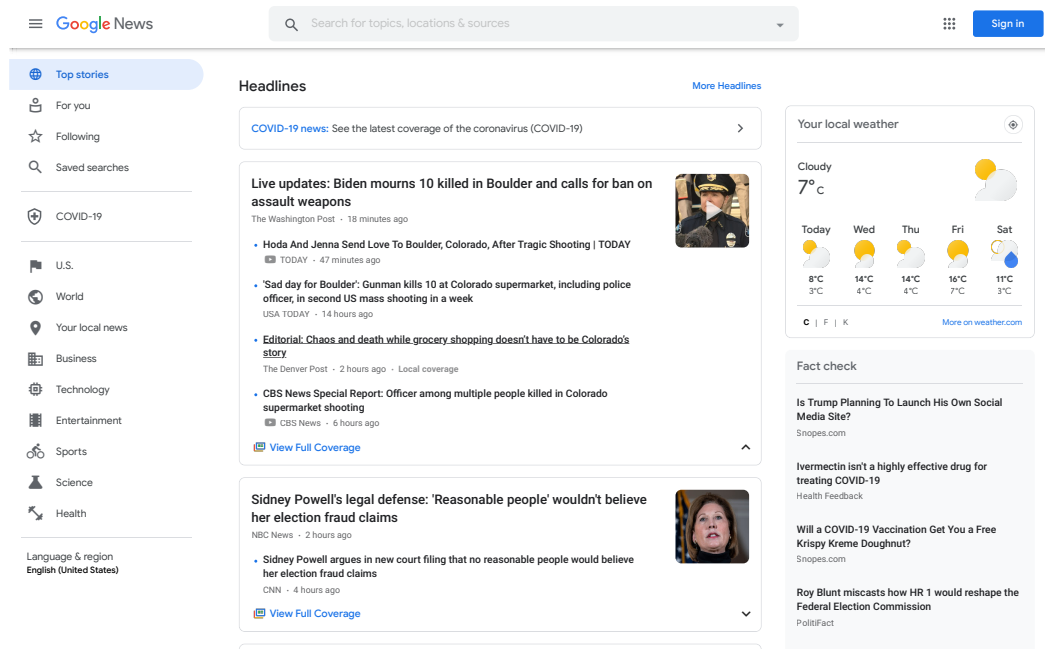 Google News
Search for topics, locations & sources
Sign in
Top stories
For you
Following
Saved searches
COVID-19
U.S.
World
Your local news
Business
Technology
Entertainment
Sports
Science
Health
Language & region
English (United States)
Headlines
More Headlines
COVID-19 news: See the latest coverage of the coronavirus (COVID-19)
Live updates: Biden mourns 10 killed in Boulder and calls for ban on
assault weapons
The Washington Post · 18 minutes ago
• Hoda And Jenna Send Love To Boulder, Colorado, After Tragic Shooting | TODAY
TODAY · 47 minutes ago
• 'Sad day for Boulder': Gunman kills 10 at Colorado supermarket, including police
officer, in second US mass shooting in a week
USA TODAY · 14 hours ago
• Editorial: Chaos and death while grocery shopping doesn't have to be Colorado's
story
The Denver Post · 2 hours ago · Local coverage
• CBS News Special Report: Officer among multiple people killed in Colorado
supermarket shooting
CBS News · 6 hours ago
View Full Coverage
Sidney Powell's legal defense: 'Reasonable people' wouldn't believe
her election fraud claims
NBC News · 2 hours ago
• Sidney Powell argues in new court filing that no reasonable people would believe
her election fraud claims
CNN · 4 hours ago
View Full Coverage
Your local weather
Cloudy
7° C
Today Wed Thu Fri Sat
8°C 14°C 14°C 16°C 11°C
3°C 4°C 4°C 7°C 3°C
C | F | K
More on weather.com
Fact check
Is Trump Planning To Launch His Own Social
Media Site?
Snopes.com
Ivermectin isn't a highly effective drug for
treating COVID-19
Health Feedback
Will a COVID-19 Vaccination Get You a Free
Krispy Kreme Doughnut?
Snopes.com
Roy Blunt miscasts how HR 1 would reshape the
Federal Election Commission
PolitiFact